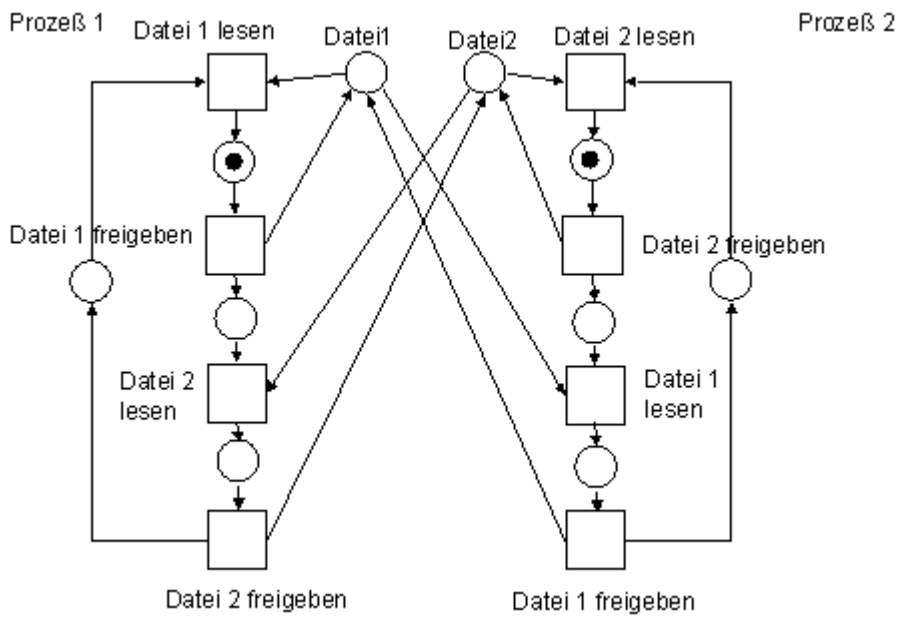 Prozeß 1
Datei 1 lesen
Datei1
Datei2
Datei 2 lesen
Prozeß 2
Datei 1 freigeben
Datei 2 freigeben
Datei 2
lesen
Datei 1
lesen
Datei 2 freigeben
Datei 1 freigeben